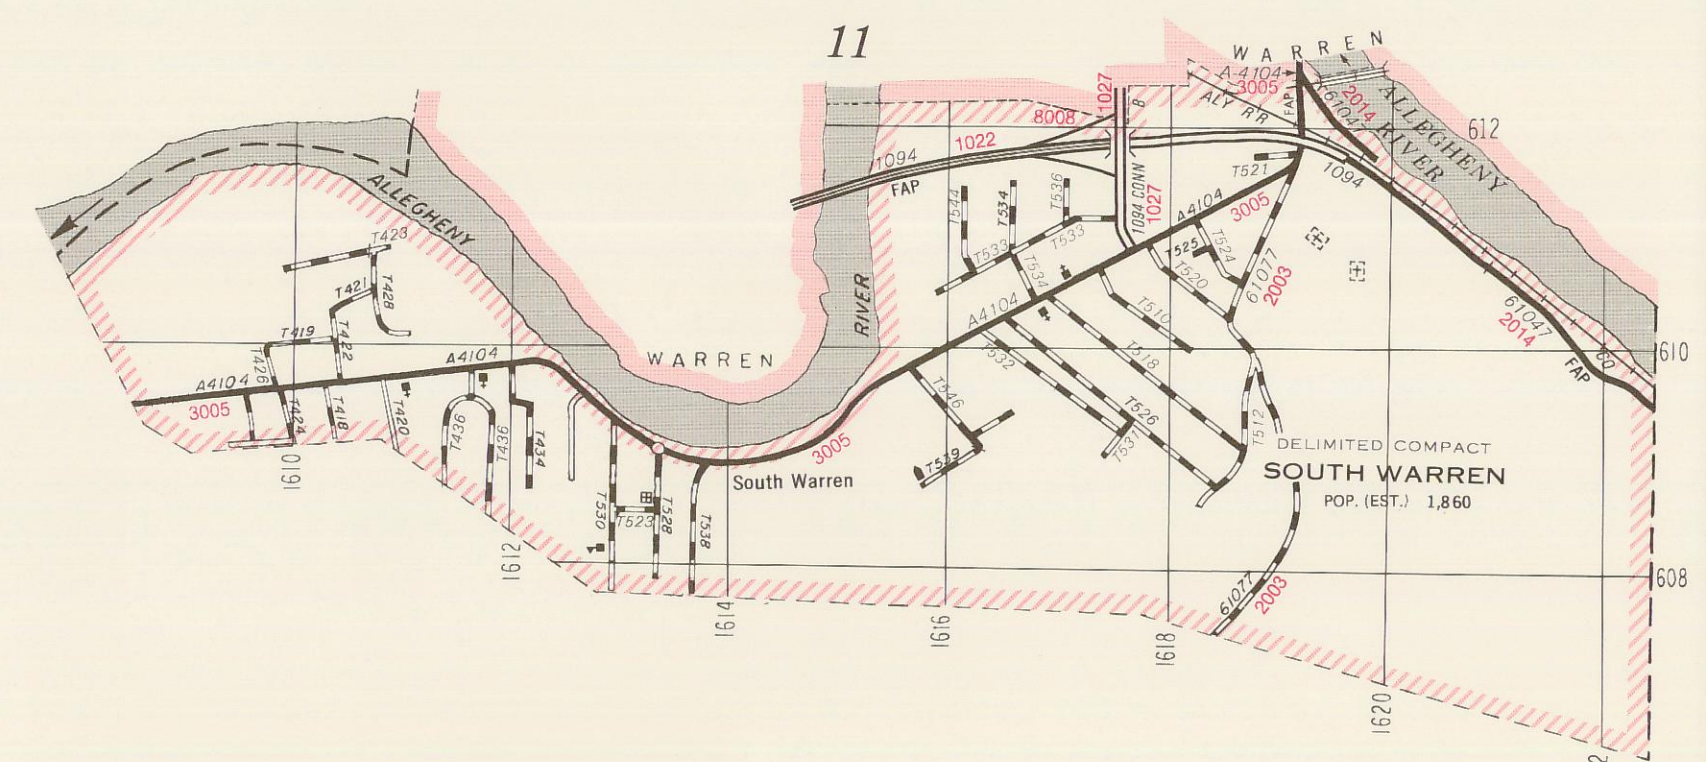 11
WARREN
A-4104
3005
FAP
ALY RR
61047
2014
ALLEGHENY
RIVER
612
1027
B
8008
1022
1094
FAP
1094
T521
ALLEGHENY
T423
T421
T428
T419
T422
T426
A4104
A4104
3005
T424
T418
T420
T436
T436
T434
1610
1612
WARREN
RIVER
3005
South Warren
T530
T523
T528
T538
1614
T544
T534
T536
T533
T533
T534
1094 CONN
1027
A4104
3005
T525
T524
T520
61077
2003
A4104
T510
T518
T532
T526
T531
T546
T539
T512
61047
2014
FAP
60
610
DELIMITED COMPACT
SOUTH WARREN
POP. (EST.) 1,860
61077
2003
608
1616
1618
1620
2